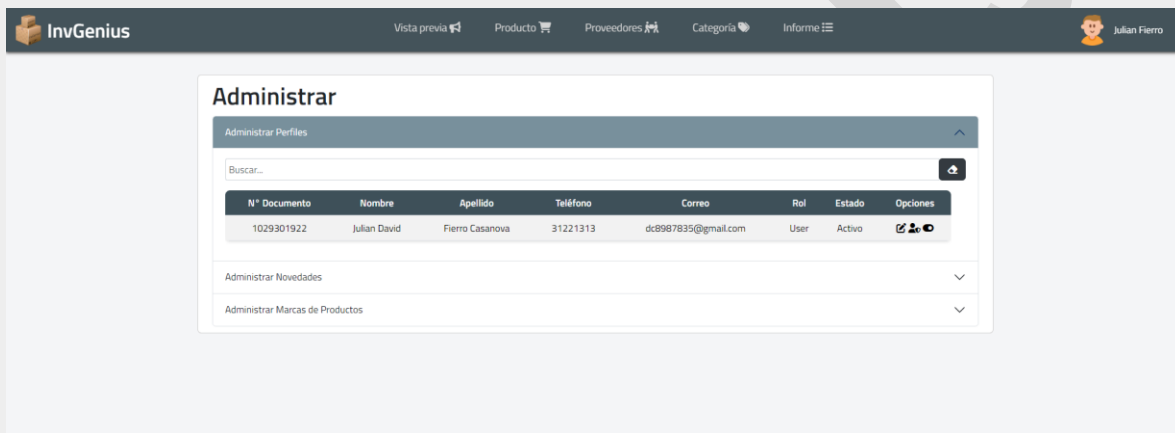 InvGenius Vista previa Producto Proveedores Categoría Informe Julian Fierro
Administrar
Administrar Perfiles
Buscar...
N° Documento Nombre Apellido Teléfono Correo Rol Estado Opciones
1029301922 Julian David Fierro Casanova 31221313 dc8987835@gmail.com User Activo
Administrar Novedades
Administrar Marcas de Productos